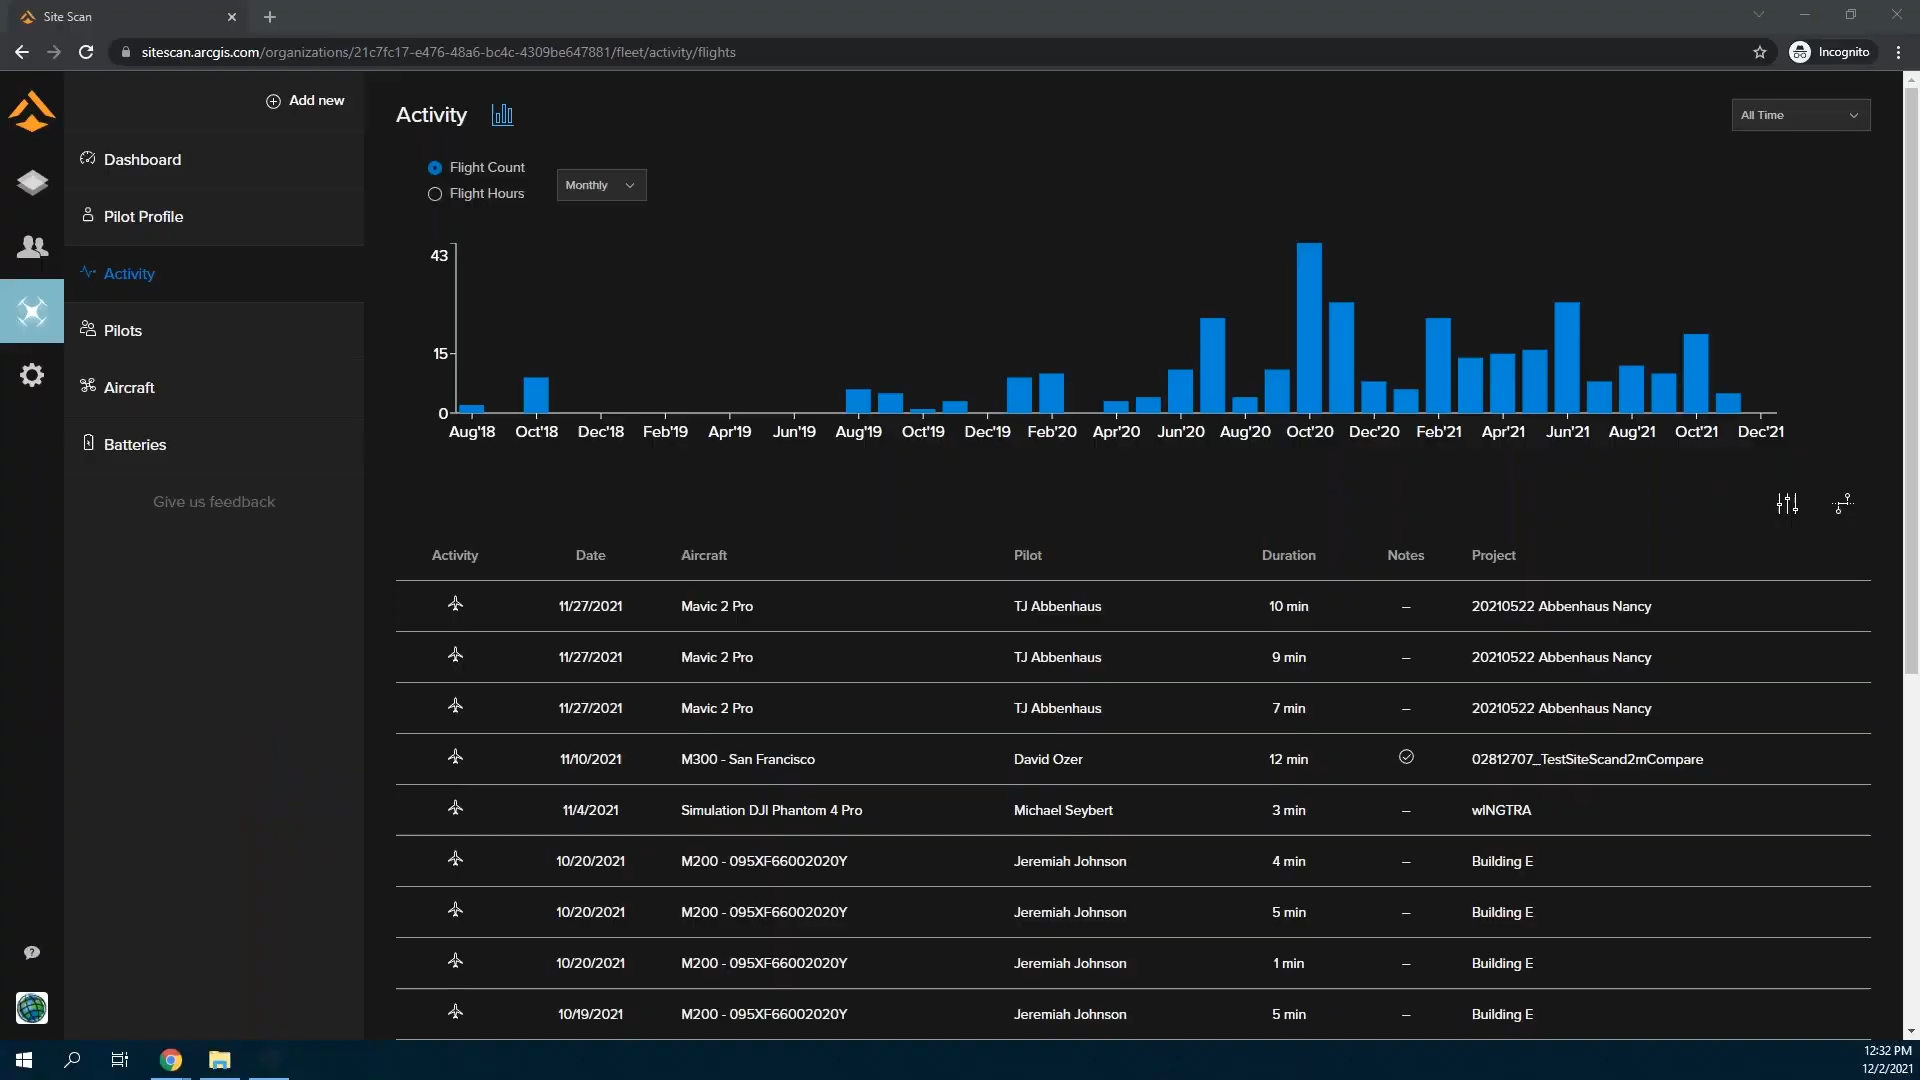 Site Scan
sitescan.arcgis.com/organizations/21c7fc17-e476-48a6-bc4c-4309be647881/fleet/activity/flights
Incognito
Add new
Dashboard
Pilot Profile
Activity
Pilots
Aircraft
Batteries
Give us feedback
Activity
All Time
Flight Count
Flight Hours
Monthly
43
15
0
Aug'18 Oct'18 Dec'18 Feb'19 Apr'19 Jun'19 Aug'19 Oct'19 Dec'19 Feb'20 Apr'20 Jun'20 Aug'20 Oct'20 Dec'20 Feb'21 Apr'21 Jun'21 Aug'21 Oct'21 Dec'21
Activity Date Aircraft Pilot Duration Notes Project
11/27/2021 Mavic 2 Pro TJ Abbenhaus 10 min – 20210522 Abbenhaus Nancy
11/27/2021 Mavic 2 Pro TJ Abbenhaus 9 min – 20210522 Abbenhaus Nancy
11/27/2021 Mavic 2 Pro TJ Abbenhaus 7 min – 20210522 Abbenhaus Nancy
11/10/2021 M300 - San Francisco David Ozer 12 min 02812707_TestSiteScand2mCompare
11/4/2021 Simulation DJI Phantom 4 Pro Michael Seybert 3 min – wINGTRA
10/20/2021 M200 - 095XF66002020Y Jeremiah Johnson 4 min – Building E
10/20/2021 M200 - 095XF66002020Y Jeremiah Johnson 5 min – Building E
10/20/2021 M200 - 095XF66002020Y Jeremiah Johnson 1 min – Building E
10/19/2021 M200 - 095XF66002020Y Jeremiah Johnson 5 min – Building E
12:32 PM
12/2/2021